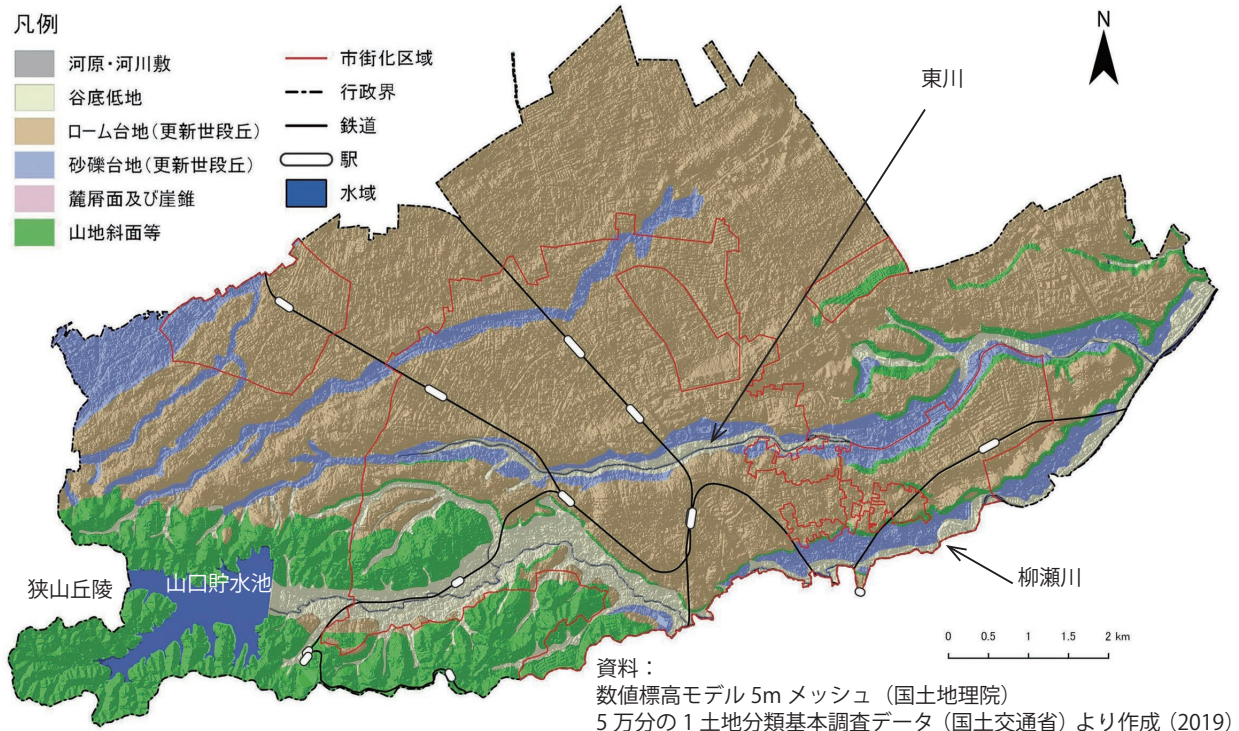 凡例
河原・河川敷
谷底低地
ローム台地(更新世段丘)
砂礫台地(更新世段丘)
麓屑面及び崖錐
山地斜面等
市街化区域
行政界
鉄道
駅
水域
N
東川
狭山丘陵
山口貯水池
柳瀬川
0 0.5 1 1.5 2 km
資料：
数値標高モデル 5m メッシュ（国土地理院）
5 万分の 1 土地分類基本調査データ（国土交通省）より作成（2019）